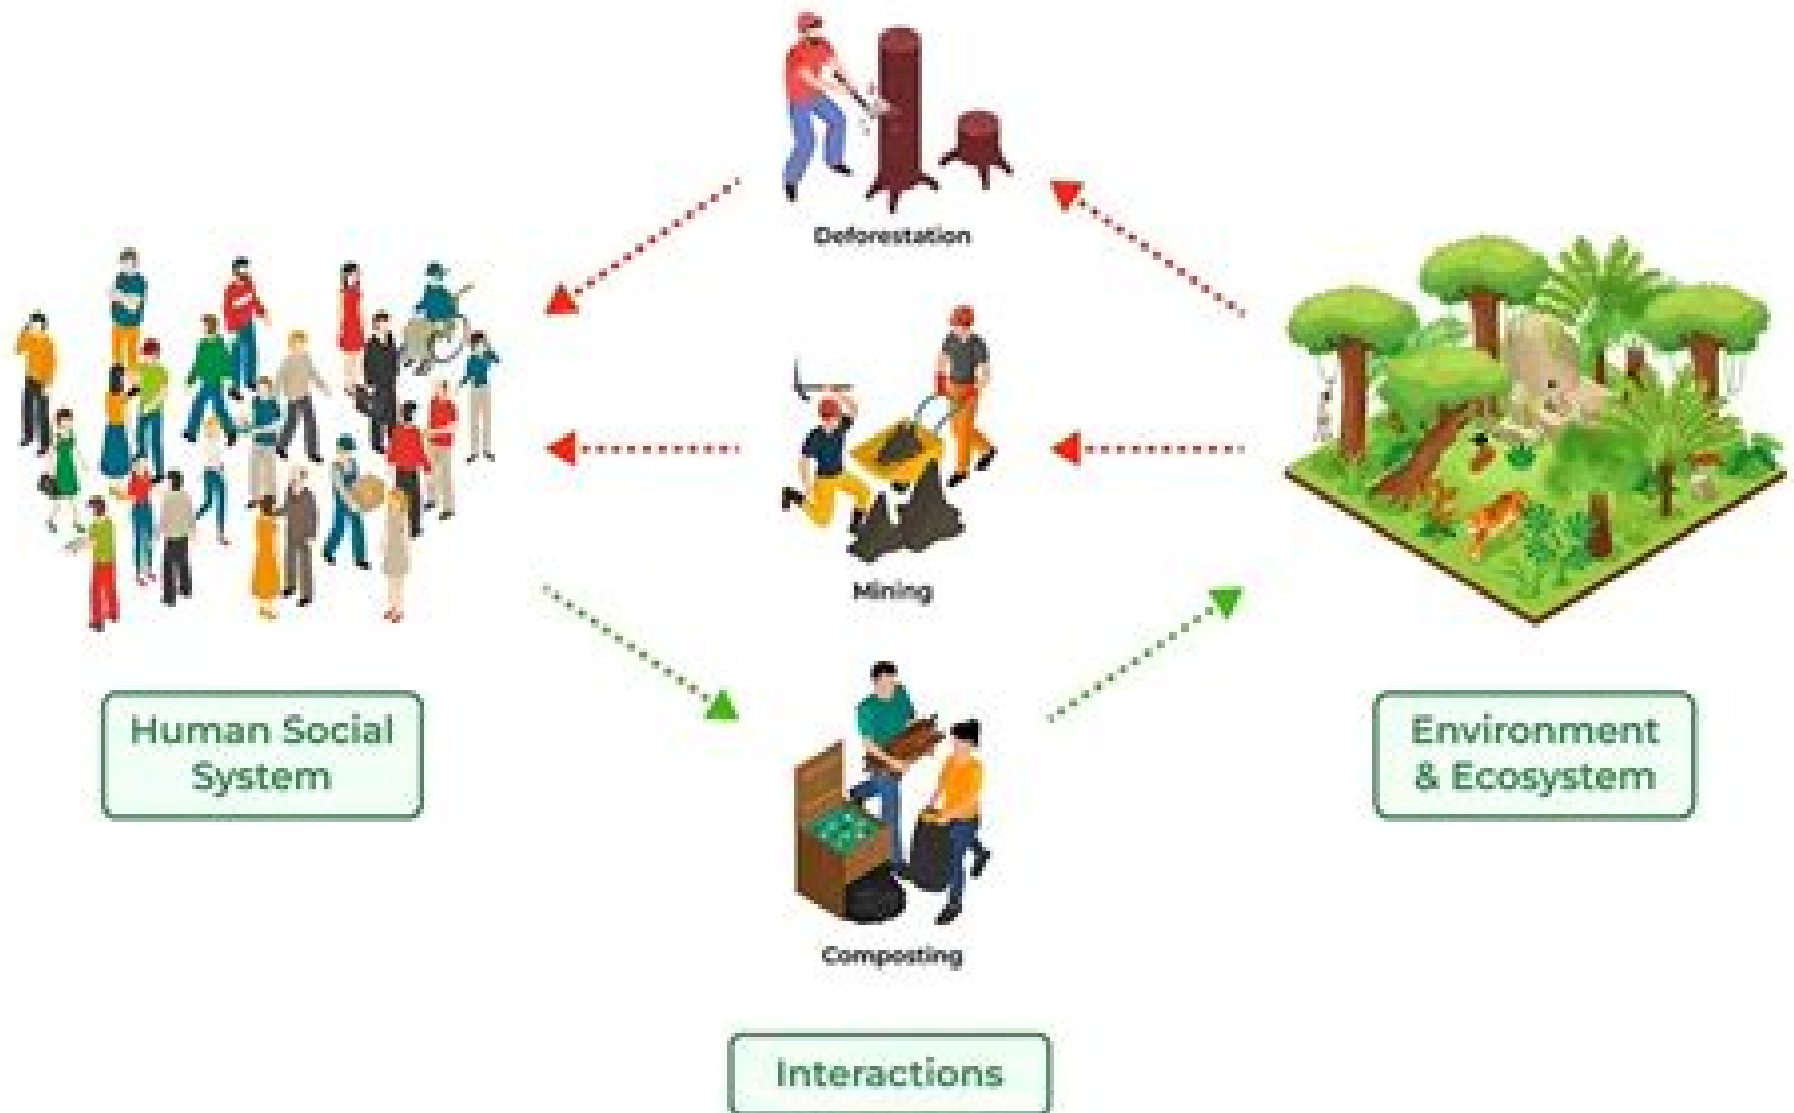 Deforestation
Mining
Human Social
System
Environment
& Ecosystem
Composting
Interactions